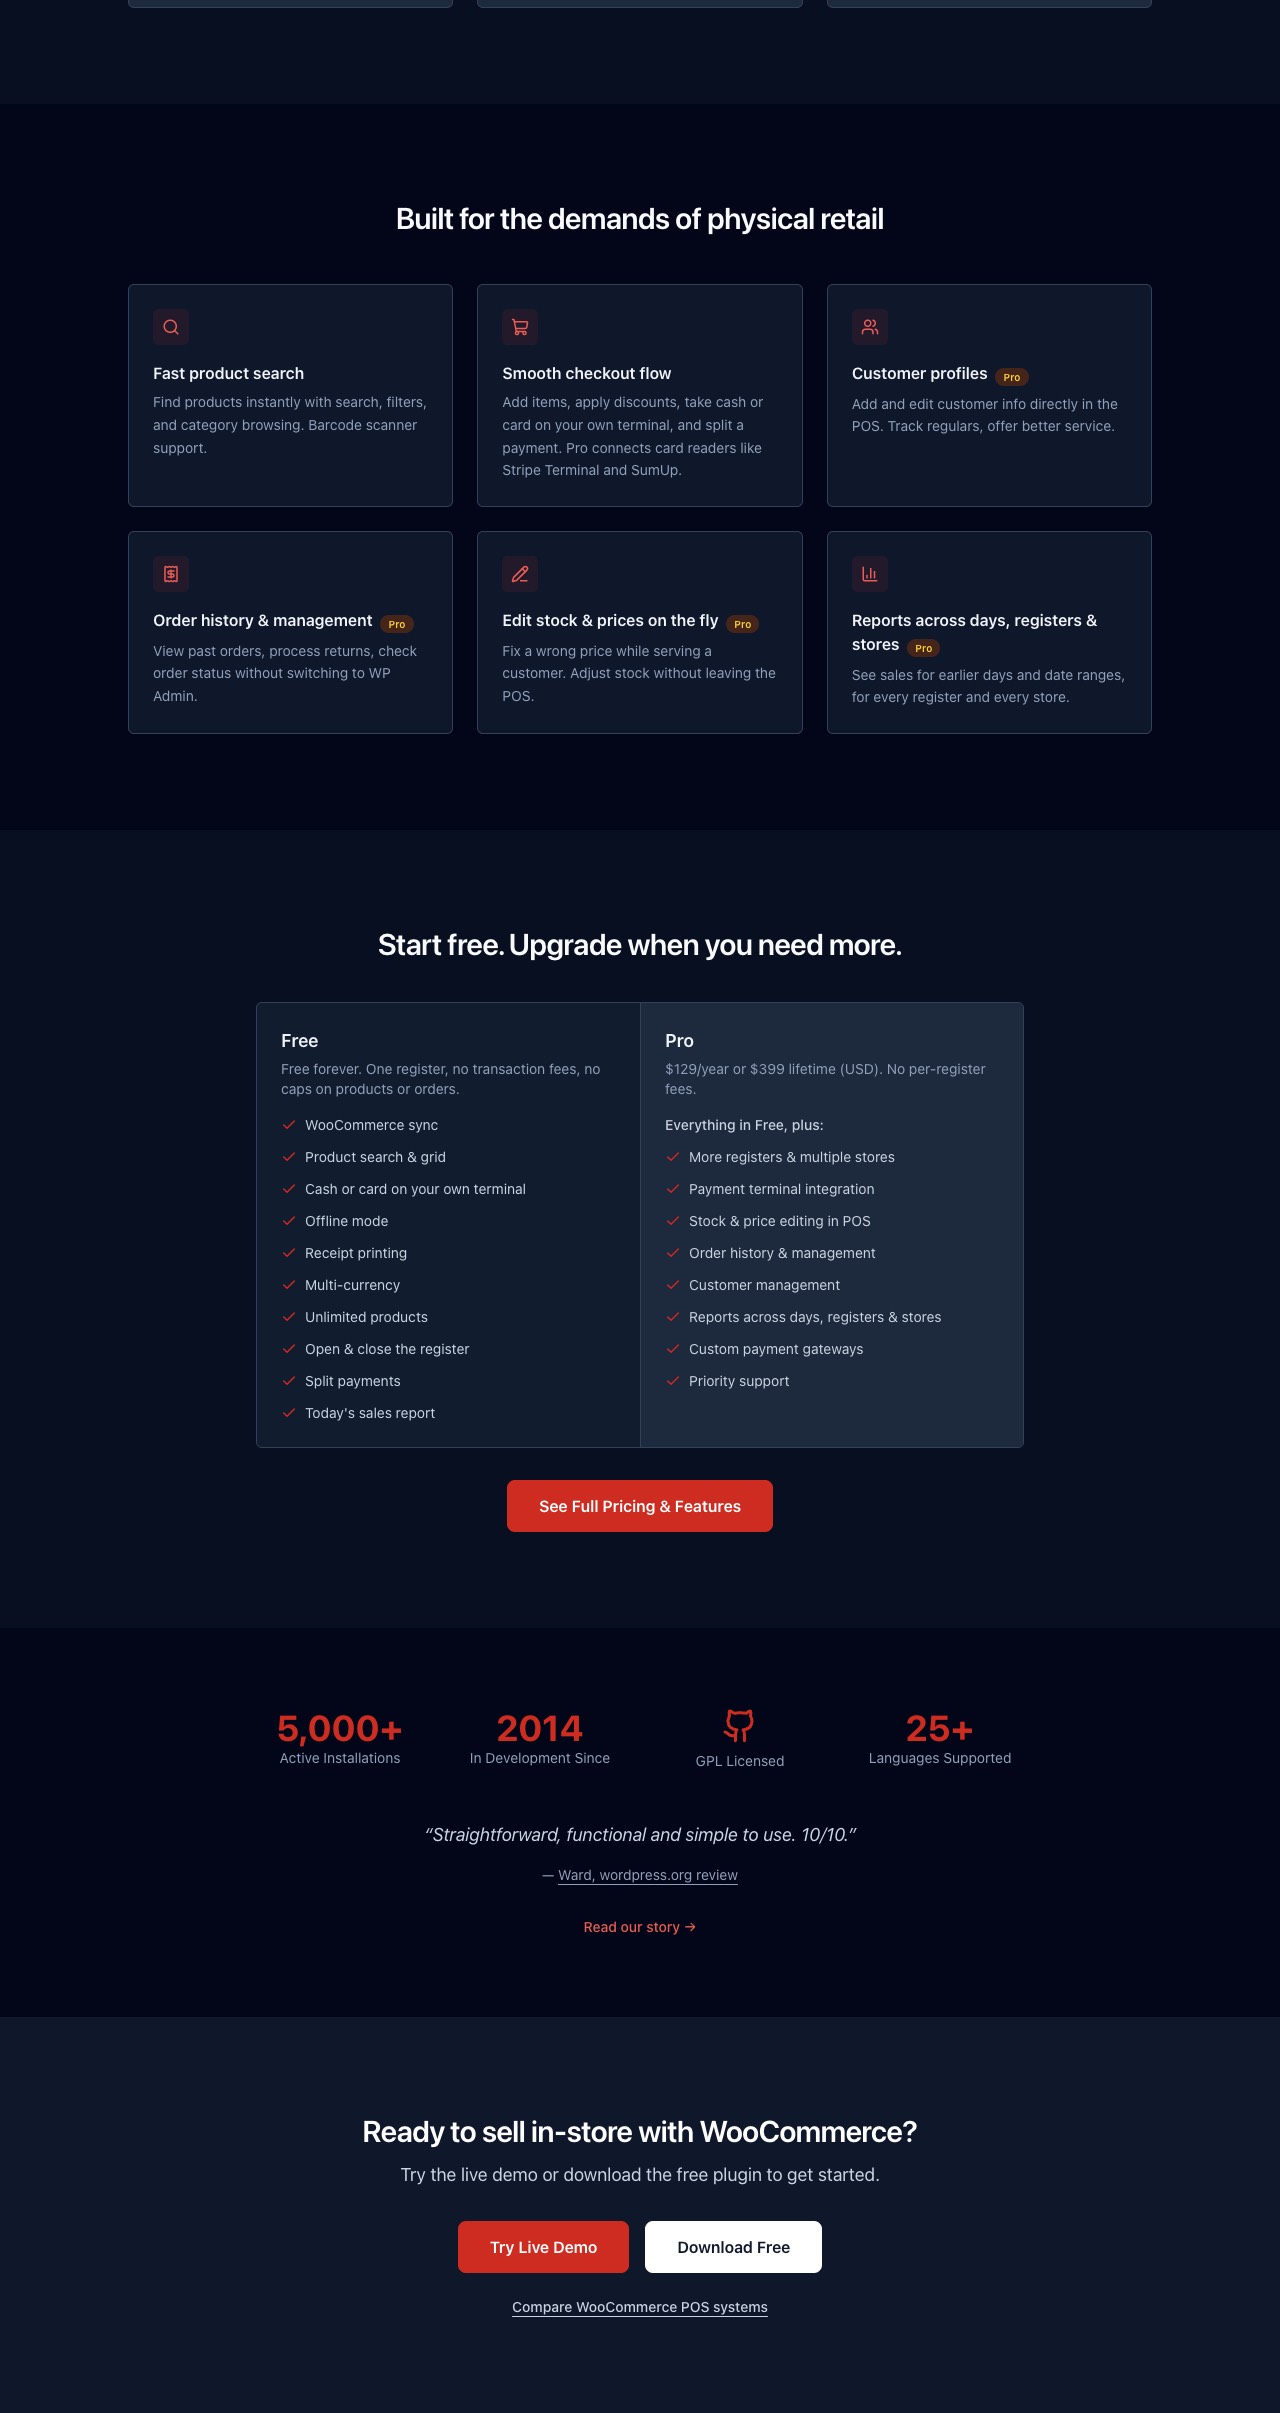 Built for the demands of physical retail
Fast product search
Find products instantly with search, filters,
and category browsing. Barcode scanner
support.
Smooth checkout flow
Add items, apply discounts, take cash or
card on your own terminal, and split a
payment. Pro connects card readers like
Stripe Terminal and SumUp.
Customer profiles Pro
Add and edit customer info directly in the
POS. Track regulars, offer better service.
Order history & management Pro
View past orders, process returns, check
order status without switching to WP
Admin.
Edit stock & prices on the fly Pro
Fix a wrong price while serving a
customer. Adjust stock without leaving the
POS.
Reports across days, registers &
stores Pro
See sales for earlier days and date ranges,
for every register and every store.
Start free. Upgrade when you need more.
Free
Free forever. One register, no transaction fees, no
caps on products or orders.
WooCommerce sync
Product search & grid
Cash or card on your own terminal
Offline mode
Receipt printing
Multi-currency
Unlimited products
Open & close the register
Split payments
Today's sales report
Pro
$129/year or $399 lifetime (USD). No per-register
fees.
Everything in Free, plus:
More registers & multiple stores
Payment terminal integration
Stock & price editing in POS
Order history & management
Customer management
Reports across days, registers & stores
Custom payment gateways
Priority support
See Full Pricing & Features
5,000+
Active Installations
2014
In Development Since
GPL Licensed
25+
Languages Supported
“Straightforward, functional and simple to use. 10/10.”
— Ward, wordpress.org review
Read our story →
Ready to sell in-store with WooCommerce?
Try the live demo or download the free plugin to get started.
Try Live Demo
Download Free
Compare WooCommerce POS systems